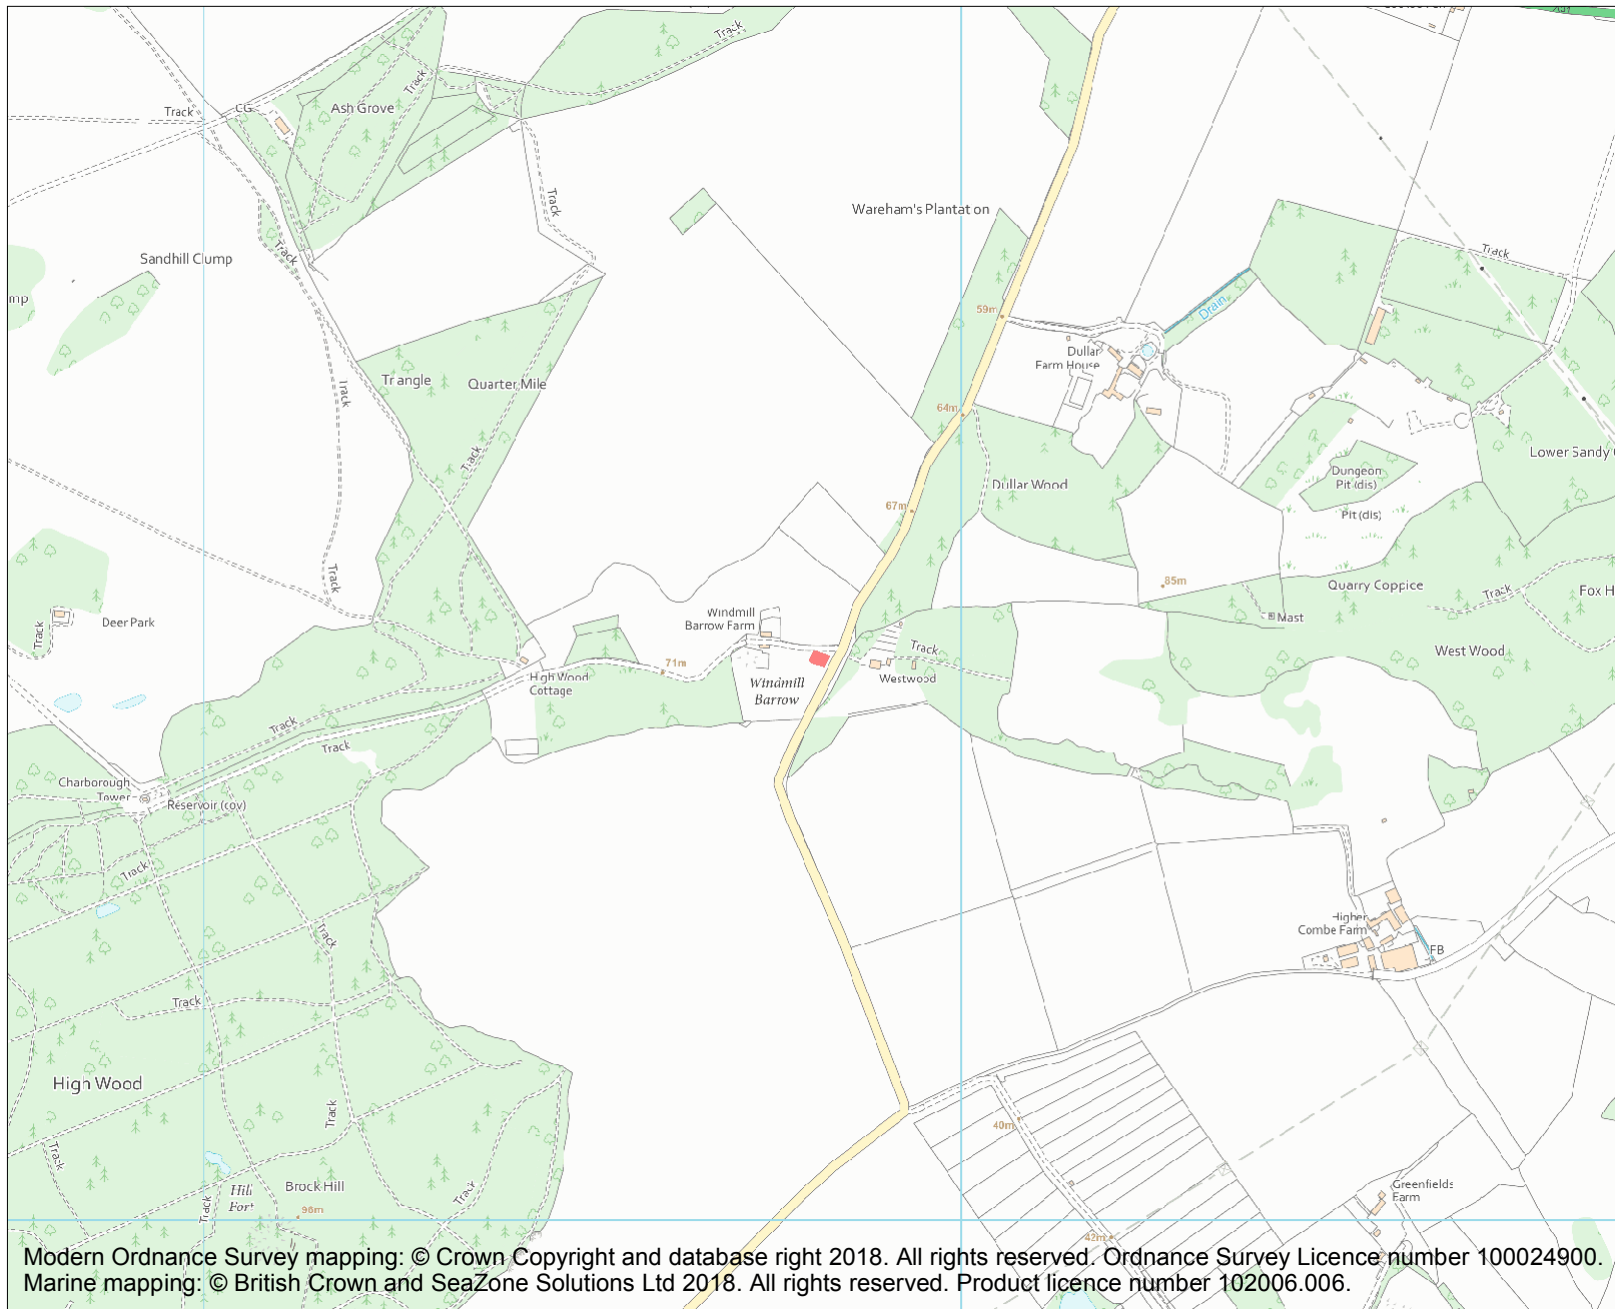 Track
Track
CG
Ash Grove
Track
Track
Wareham's Plantat on
Track
Sandhill Clump
mp
Track
Drain
59m
Dullar
Farm House
Triangle
Quarter Mile
Track
64m
Track
Lower Sandy
Dungeon
Pit (dis)
Dullar Wood
67m
Pit (dis)
Track
85m
Quarry Coppice
Track
Fox H
Windmill
Barrow Farm
Mast
Deer Park
Track
Track
West Wood
71m
High Wood
Cottage
Westwood
Windmill
Barrow
Track
Track
Charborough
Tower
Reservoir (cov)
Track
Higher
Combe Farm
FB
Track
Track
High Wood
Track
40m
Track
Hill
Fort
Brock Hill
Track
Track
Greenfields
Farm
96m
42m
Modern Ordnance Survey mapping: © Crown Copyright and database right 2018. All rights reserved. Ordnance Survey Licence number 100024900.
Marine mapping: © British Crown and SeaZone Solutions Ltd 2018. All rights reserved. Product licence number 102006.006.